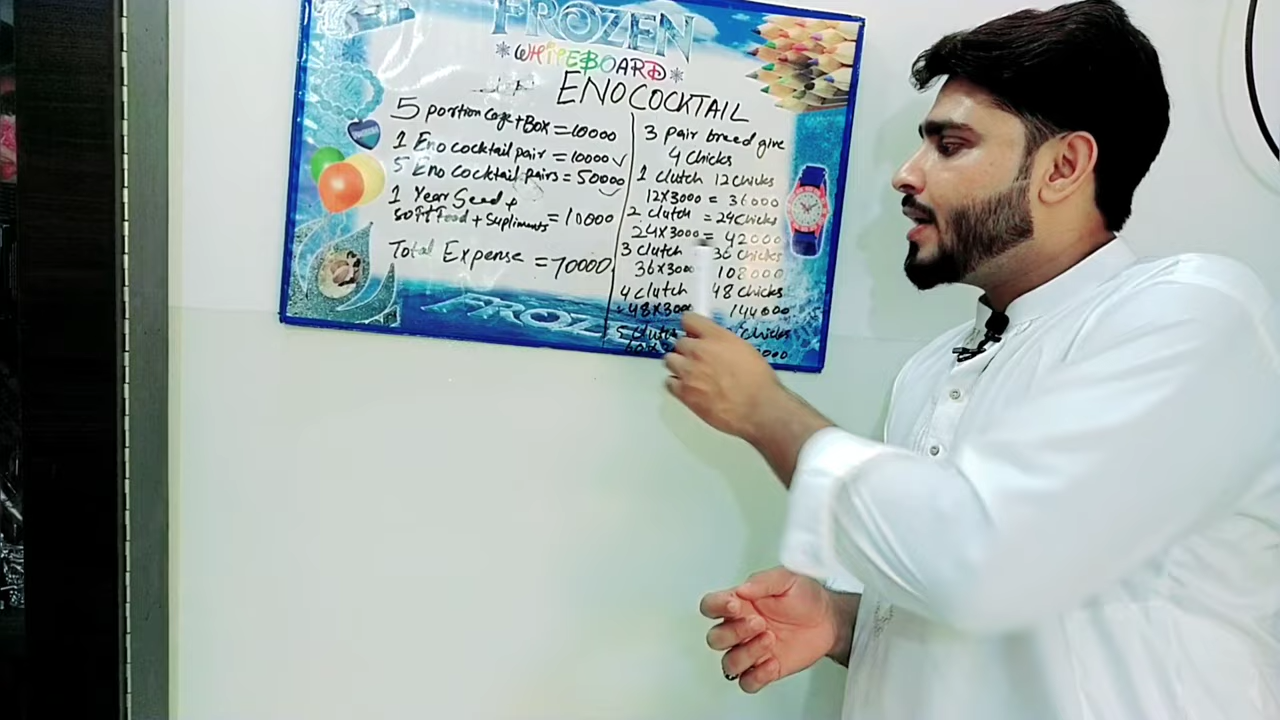 FROZEN
WHITEBOARD
ENO COCKTAIL
5 portion cage + Box = 10000
1 Eno cocktail pair = 10000 ✓
5 Eno cocktail pairs = 50000
1 Year Seed +
soft food + Supliments = 10000
Total Expense = 70000
3 pair breed give
4 Chicks
1 clutch 12 chicks
12x3000 = 36000
2 clutch = 24 chicks
24x3000 = 42000
3 clutch 36 chicks
36x3000 108000
4 clutch 48 chicks
48x3000 144000
5 clutch chicks
FROZ